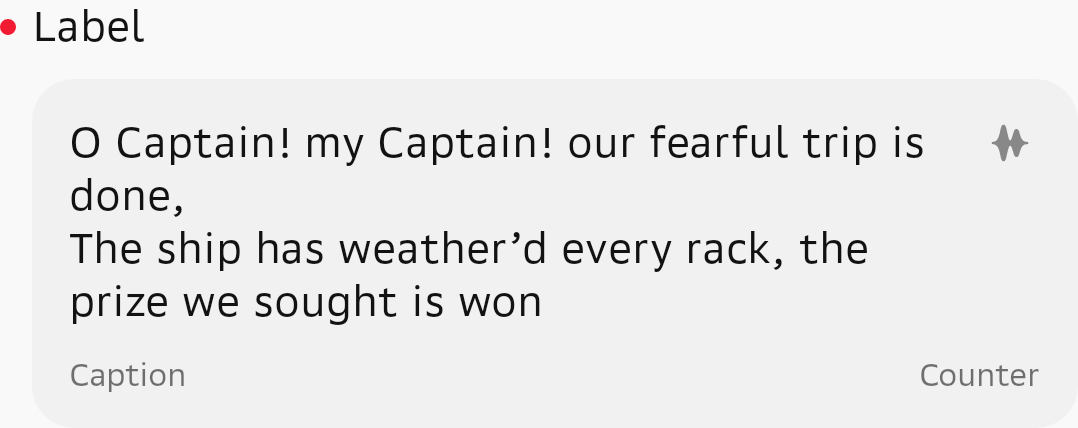 Label
O Captain! my Captain! our fearful trip is
done,
The ship has weather’d every rack, the
prize we sought is won
Caption
Counter